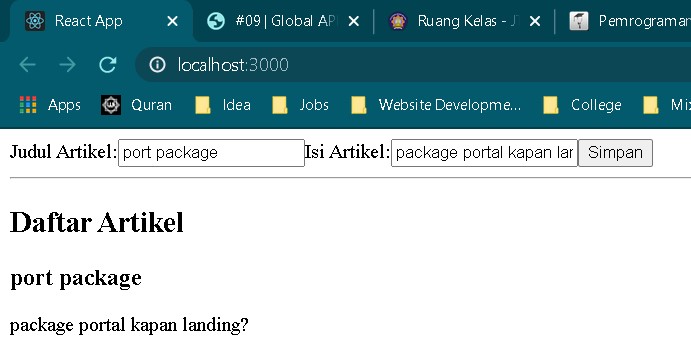 React App #09 | Global AP Ruang Kelas - J Pemrograman
localhost:3000
Apps Quran Idea Jobs Website Developme... College Mi
Judul Artikel: port package Isi Artikel: package portal kapan lar Simpan
Daftar Artikel
port package
package portal kapan landing?